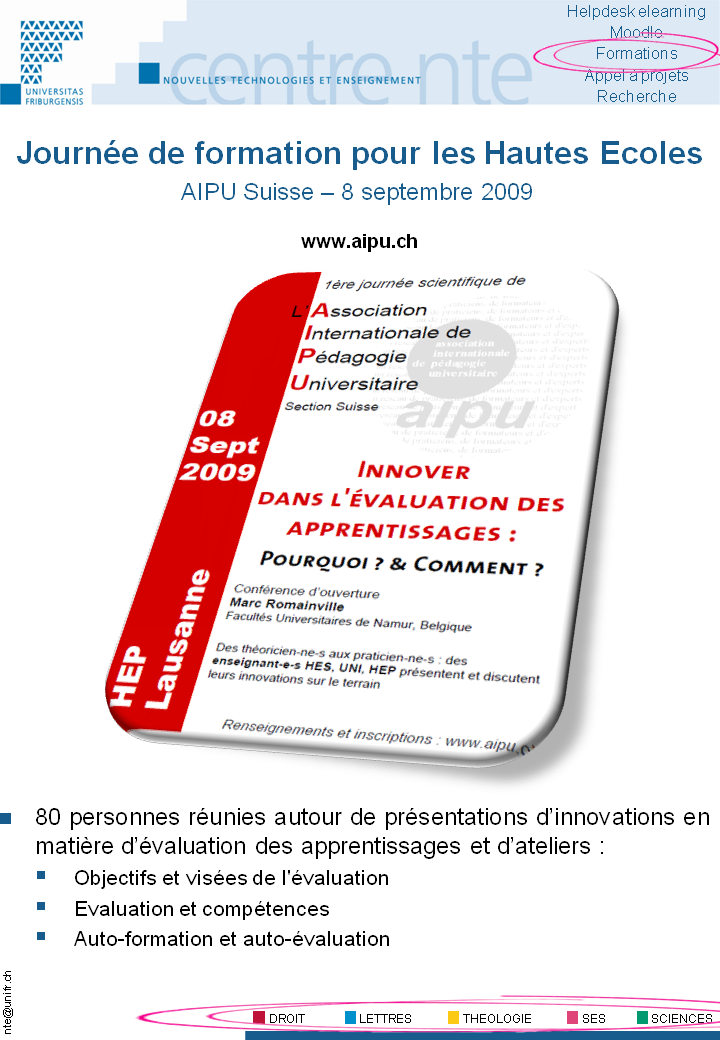 Helpdesk elearning
Moodle
Formations
Appel à projets
Recherche
centre nte
NOUVELLES TECHNOLOGIES ET ENSEIGNEMENT
UNIVERSITAS
FRIBURGENSIS
Journée de formation pour les Hautes Ecoles
AIPU Suisse – 8 septembre 2009
www.aipu.ch
1ère journée scientifique de
L'Association
Internationale de
Pédagogie
Universitaire
Section Suisse
association
internationale
de pédagogie
universitaire
aipu
08
Sept
2009
HEP
Lausanne
INNOVER
DANS L'ÉVALUATION DES
APPRENTISSAGES :
POURQUOI ? & COMMENT ?
Conférence d'ouverture
Marc Romainville
Facultés Universitaires de Namur, Belgique
Des théoricien-ne-s aux praticien-ne-s : des
enseignant-e-s HES, UNI, HEP présentent et discutent
leurs innovations sur le terrain
Renseignements et inscriptions : www.aipu.
80 personnes réunies autour de présentations d'innovations en
matière d'évaluation des apprentissages et d'ateliers :
Objectifs et visées de l'évaluation
Evaluation et compétences
Auto-formation et auto-évaluation
nte@unifr.ch
DROIT LETTRES THEOLOGIE SES SCIENCES